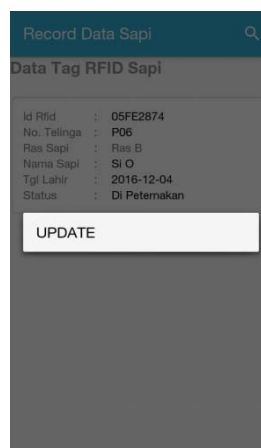 Record Data Sapi
Data Tag RFID Sapi
Id Rfid : 05FE2874
No. Telinga : P06
Ras Sapi : Ras B
Nama Sapi : Si O
Tgl Lahir : 2016-12-04
Status : Di Peternakan
UPDATE